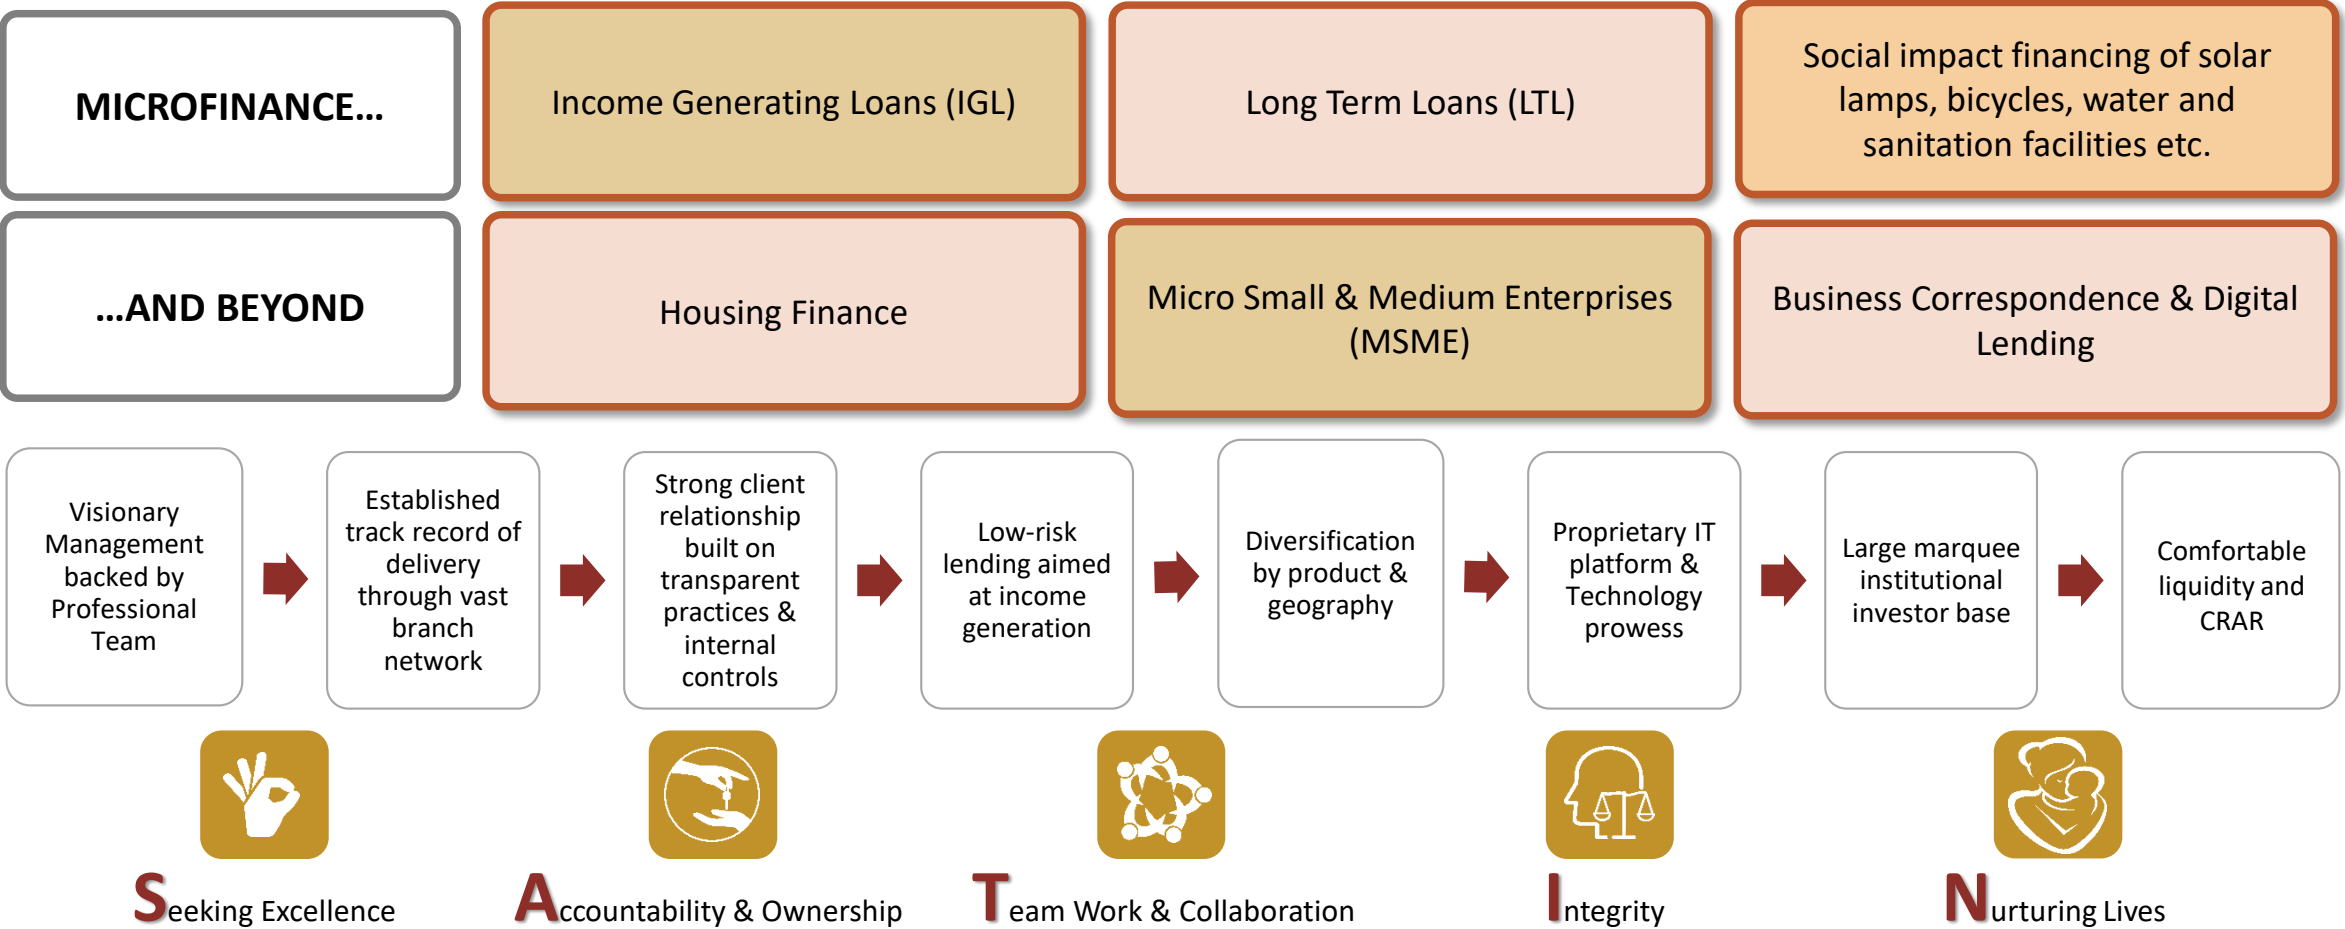 MICROFINANCE...
Income Generating Loans (IGL)
Long Term Loans (LTL)
Social impact financing of solar
lamps, bicycles, water and
sanitation facilities etc.
...AND BEYOND
Housing Finance
Micro Small & Medium Enterprises
(MSME)
Business Correspondence & Digital
Lending
Visionary
Management
backed by
Professional
Team
Established
track record of
delivery
through vast
branch
network
Strong client
relationship
built on
transparent
practices &
internal
controls
Low-risk
lending aimed
at income
generation
Diversification
by product &
geography
Proprietary IT
platform &
Technology
prowess
Large marquee
institutional
investor base
Comfortable
liquidity and
CRAR
Seeking Excellence
Accountability & Ownership
Team Work & Collaboration
Integrity
Nurturing Lives